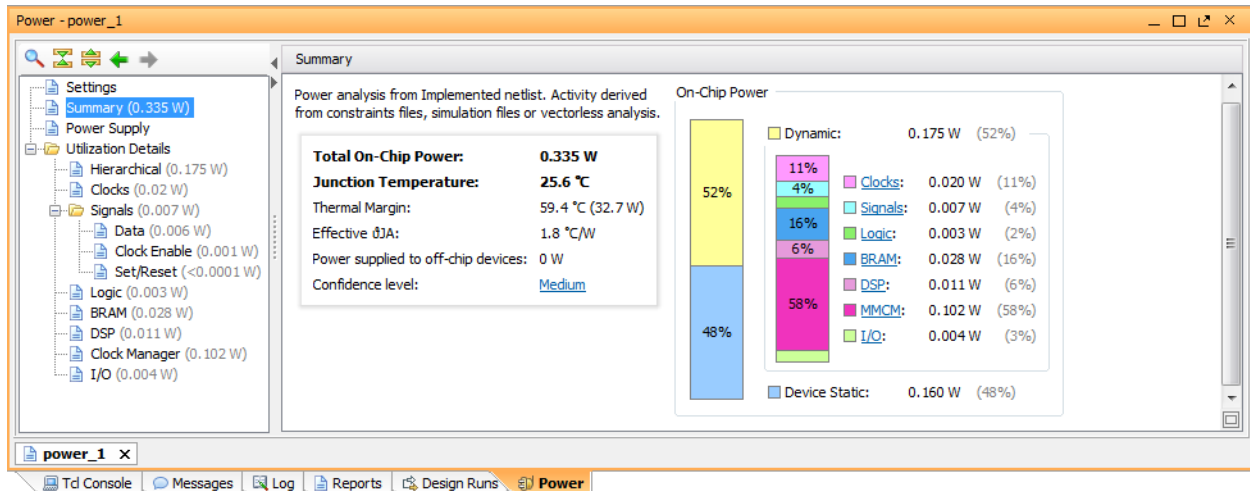 Power - power_1
Summary
Settings
Summary (0.335 W)
Power Supply
Utilization Details
Hierarchical (0.175 W)
Clocks (0.02 W)
Signals (0.007 W)
Data (0.006 W)
Clock Enable (0.001 W)
Set/Reset (<0.0001 W)
Logic (0.003 W)
BRAM (0.028 W)
DSP (0.011 W)
Clock Manager (0.102 W)
I/O (0.004 W)
Power analysis from Implemented netlist. Activity derived
from constraints files, simulation files or vectorless analysis.
Total On-Chip Power: 0.335 W
Junction Temperature: 25.6 °C
Thermal Margin: 59.4 °C (32.7 W)
Effective ϑJA: 1.8 °C/W
Power supplied to off-chip devices: 0 W
Confidence level: Medium
On-Chip Power
52%
48%
Dynamic: 0.175 W (52%)
11%
4%
16%
6%
58%
Clocks: 0.020 W (11%)
Signals: 0.007 W (4%)
Logic: 0.003 W (2%)
BRAM: 0.028 W (16%)
DSP: 0.011 W (6%)
MMCM: 0.102 W (58%)
I/O: 0.004 W (3%)
Device Static: 0.160 W (48%)
power_1
Tcl Console Messages Log Reports Design Runs Power